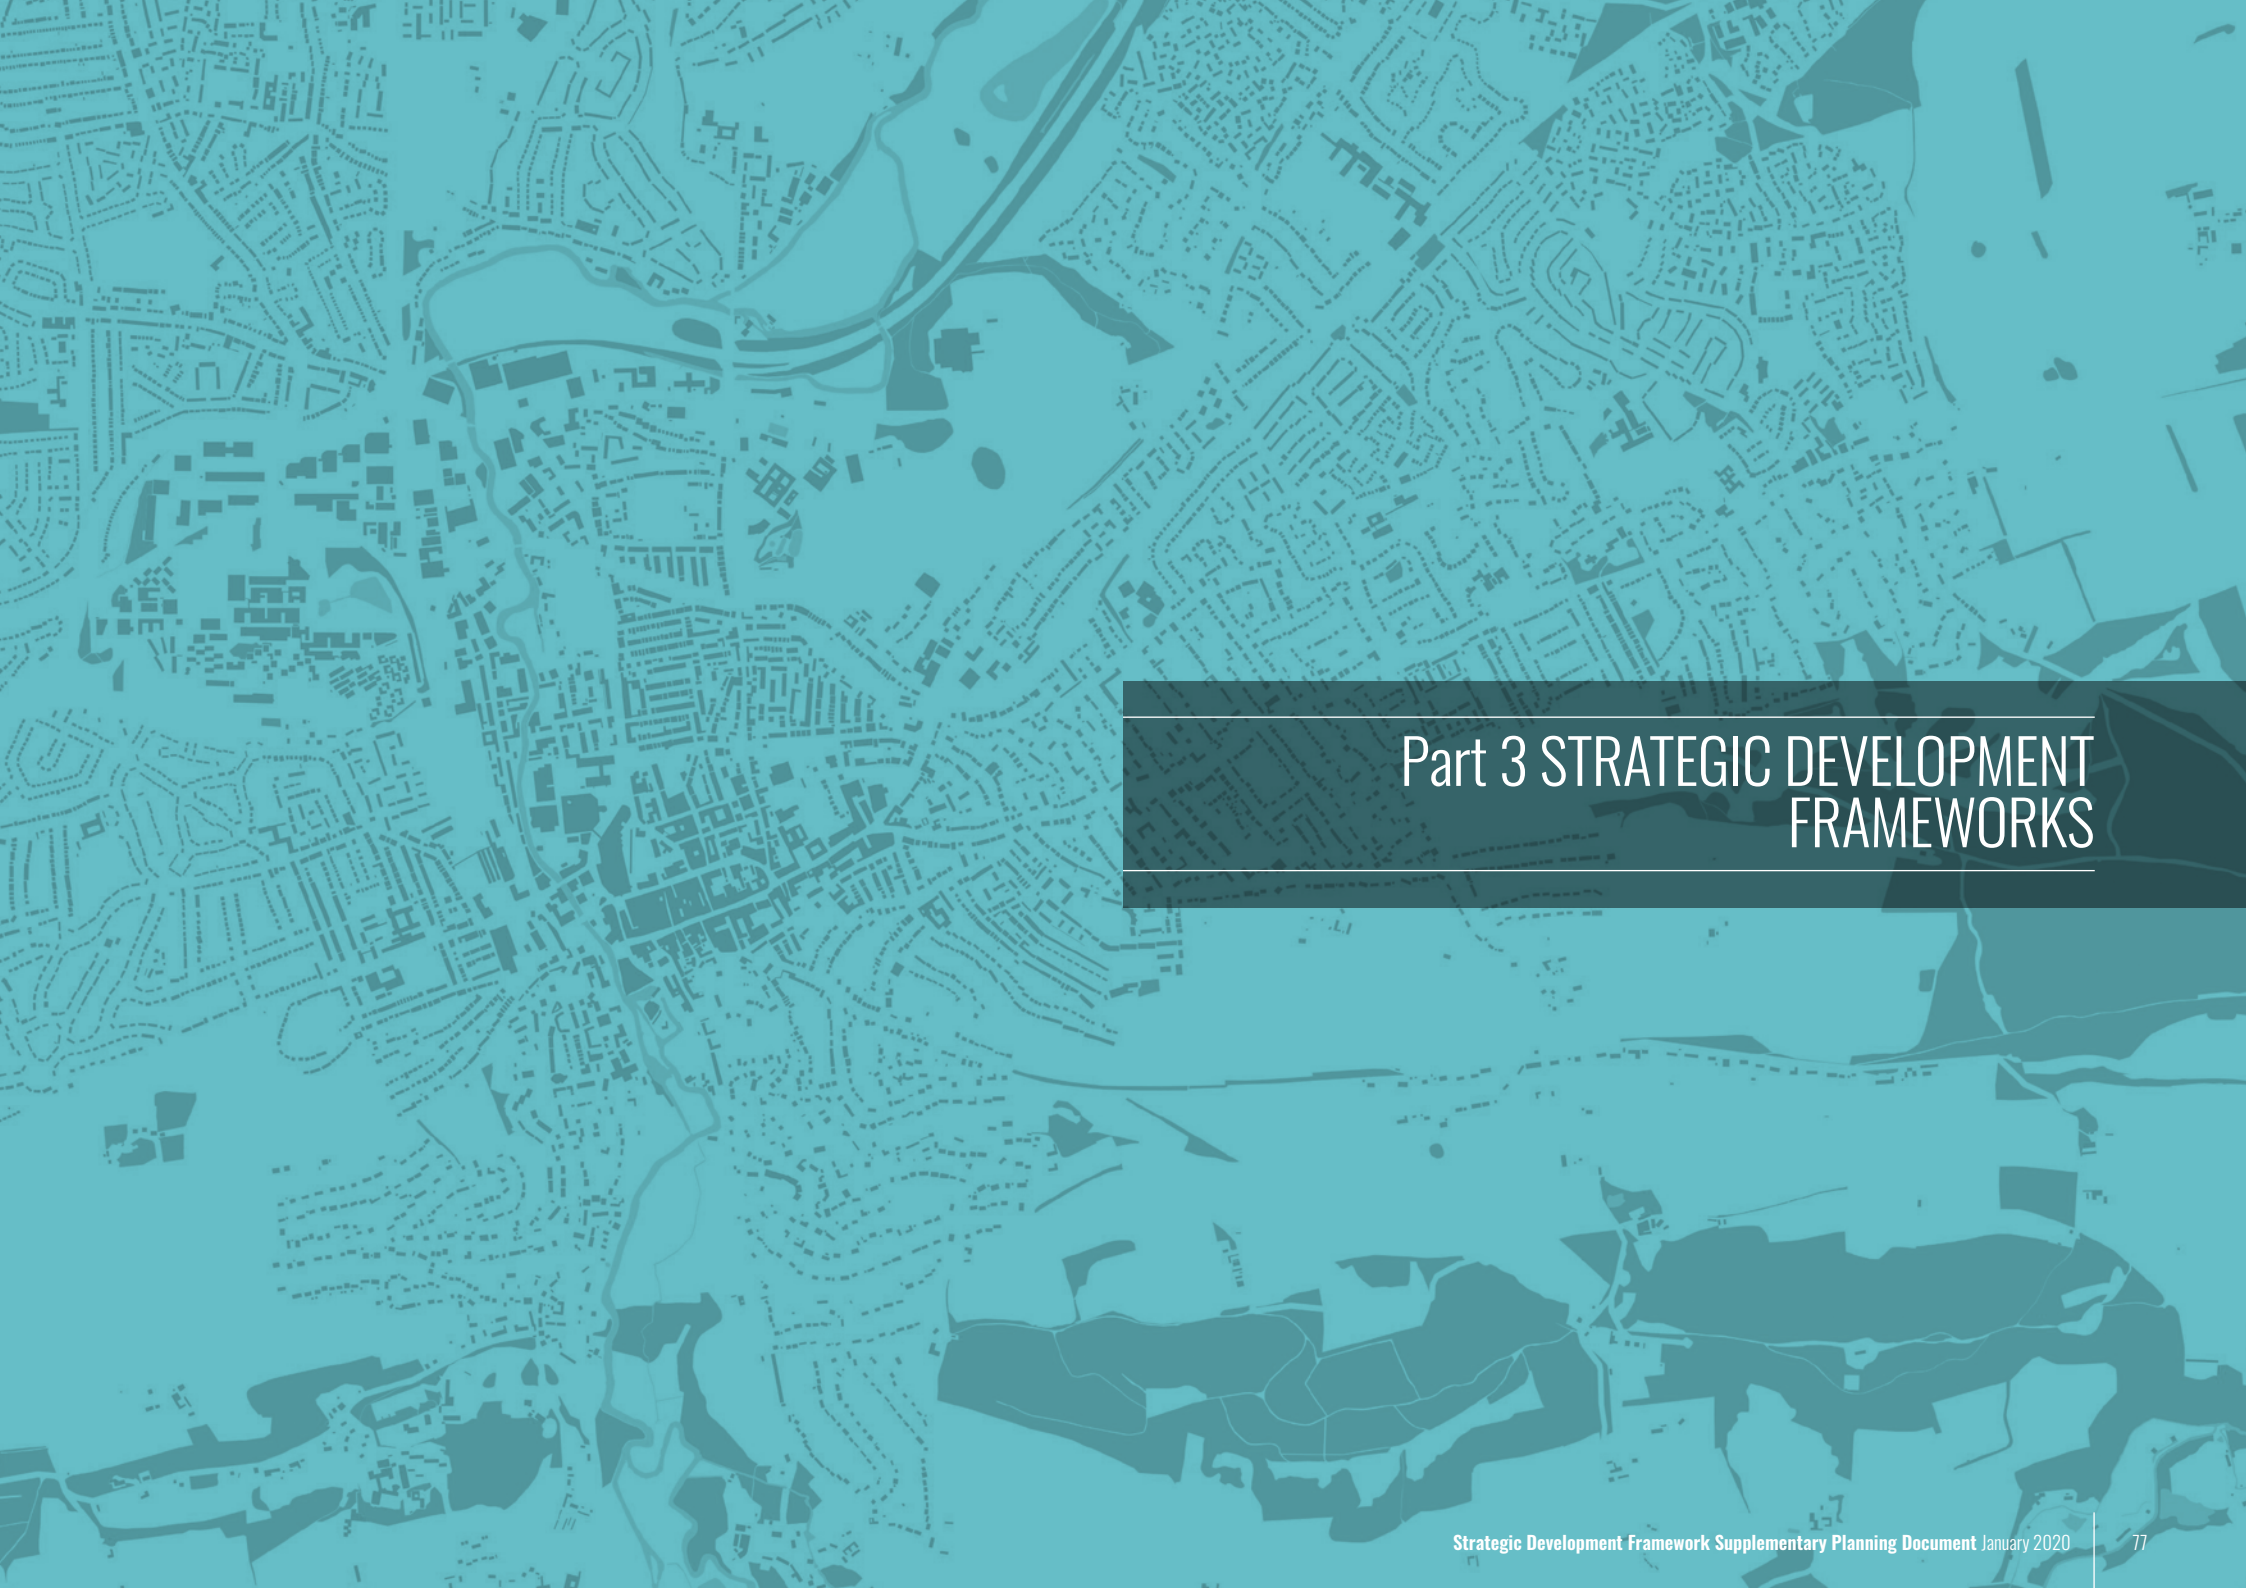 Part 3 STRATEGIC DEVELOPMENT
FRAMEWORKS
Strategic Development Framework Supplementary Planning Document January 2020
77